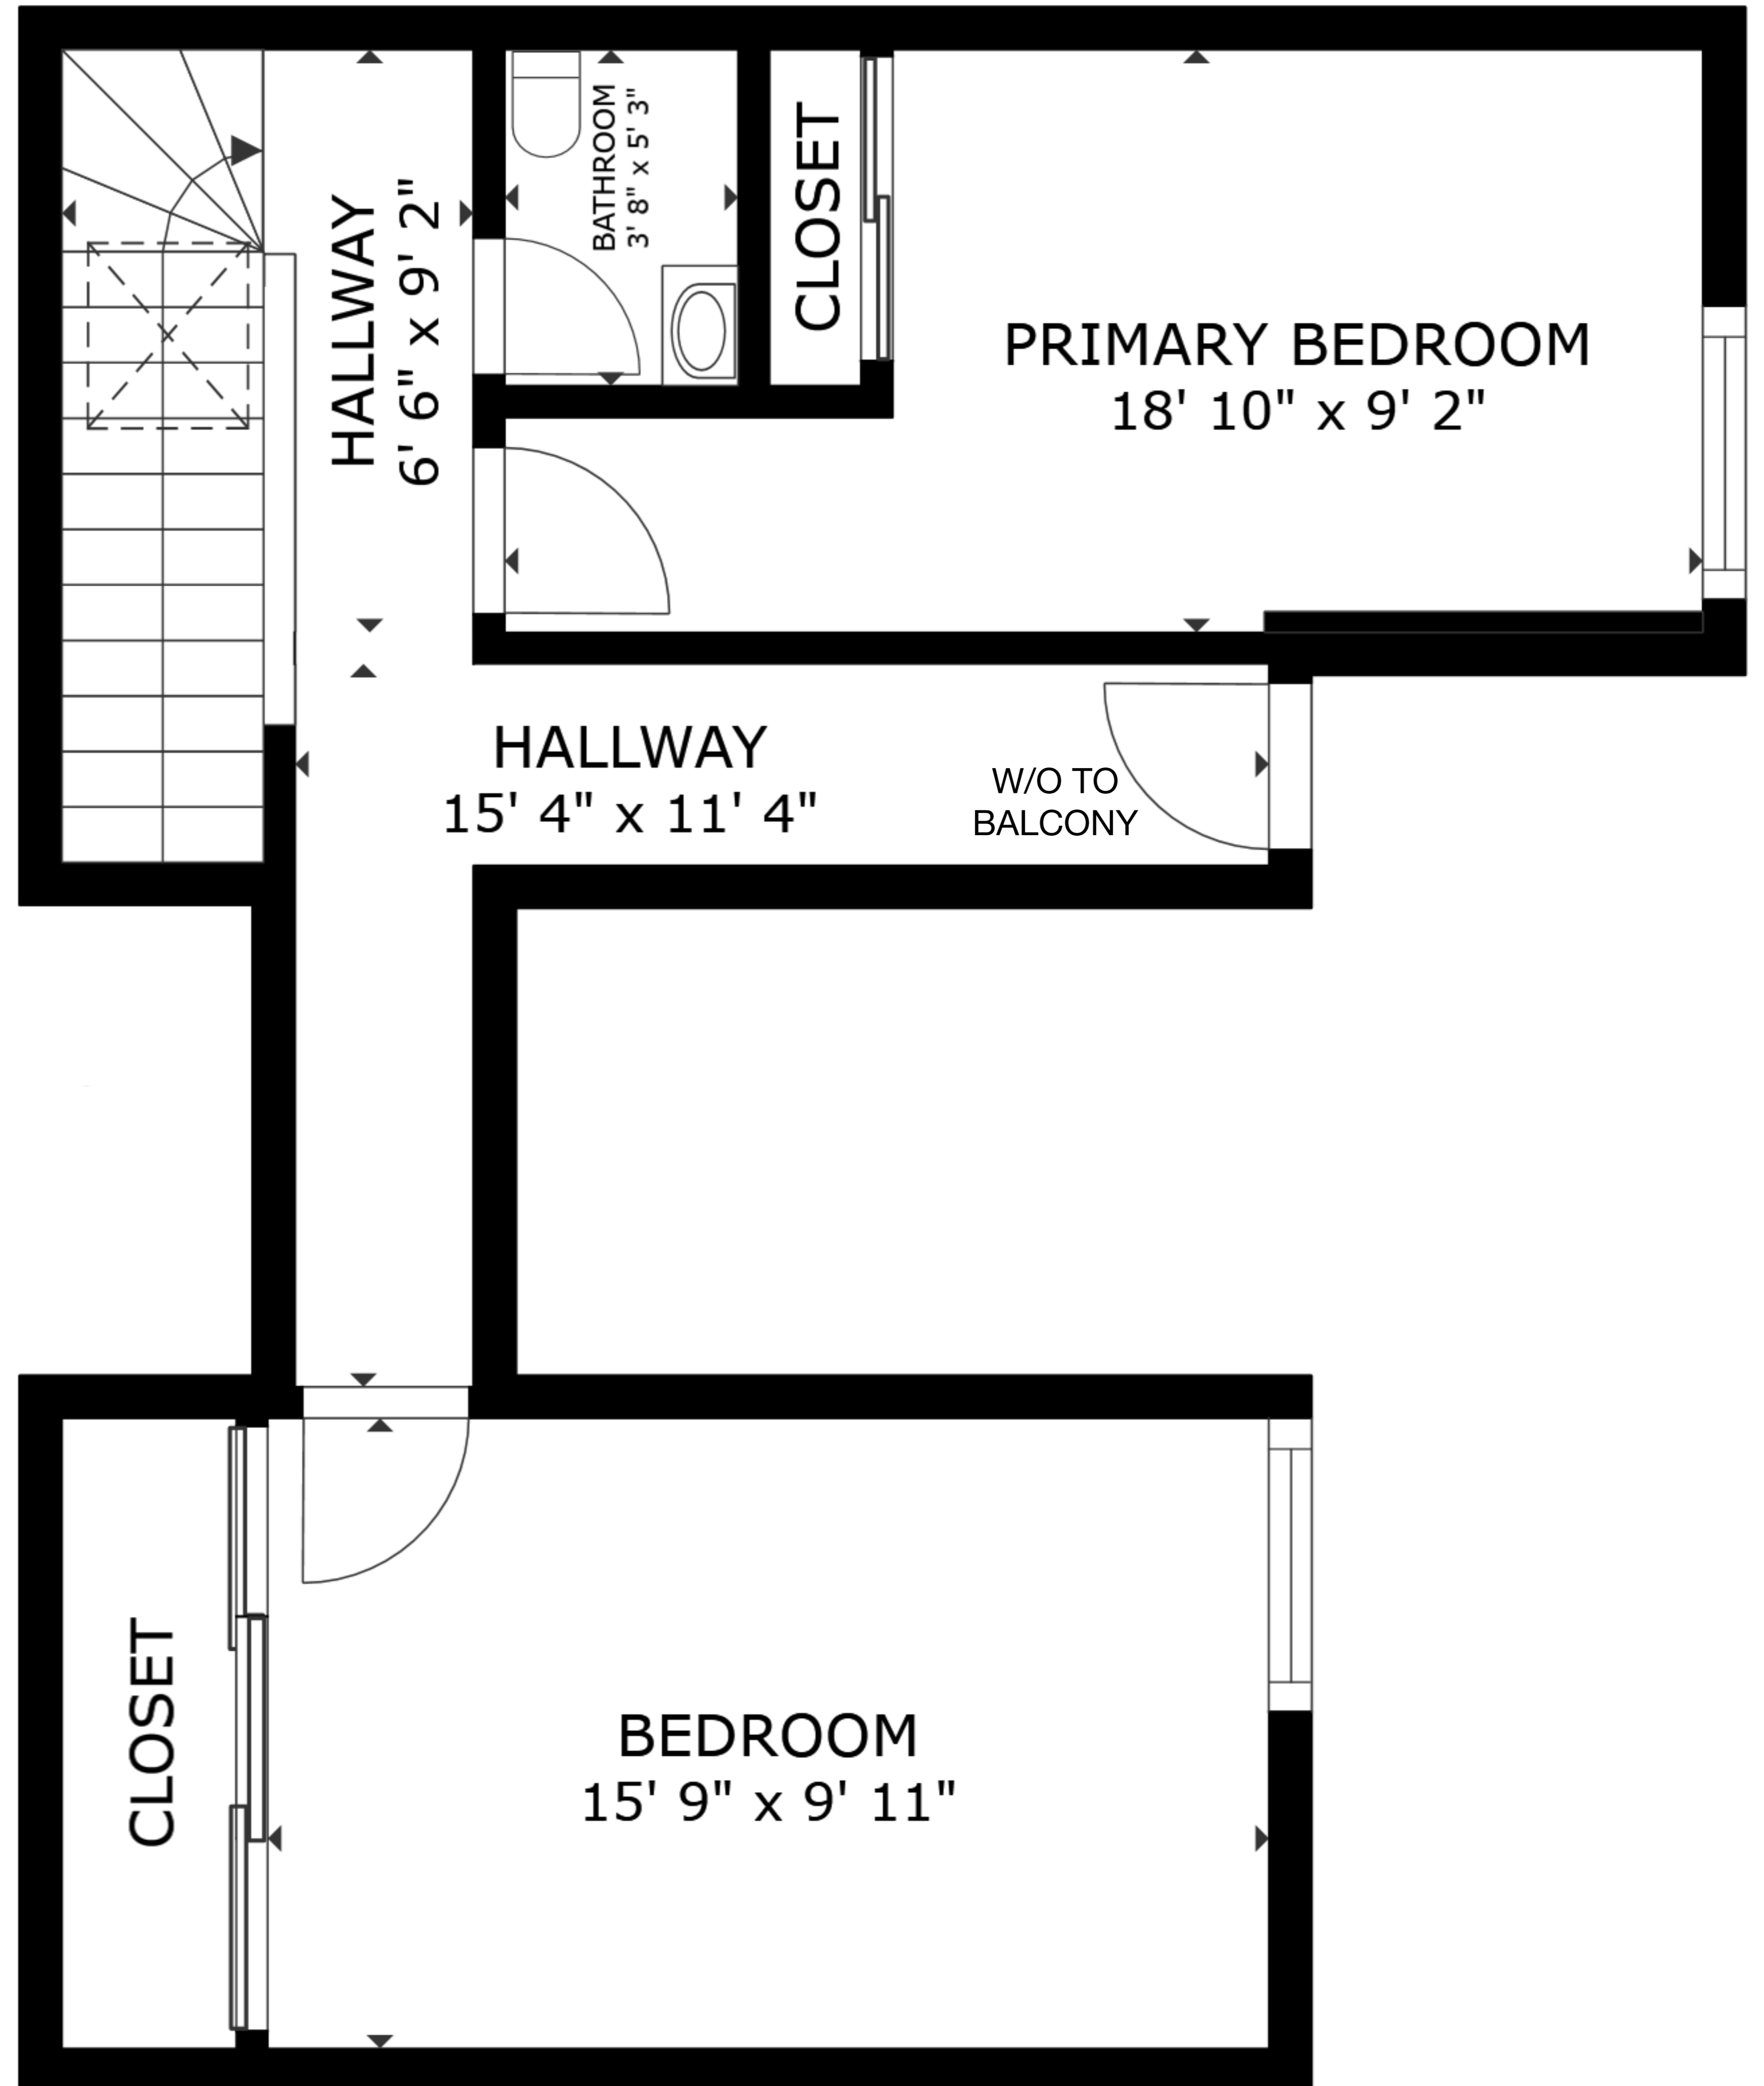 HALLWAY
6' 6" x 9' 2"
BATHROOM
3' 8" x 5' 3"
CLOSET
PRIMARY BEDROOM
18' 10" x 9' 2"
HALLWAY
15' 4" x 11' 4"
W/O TO
BALCONY
CLOSET
BEDROOM
15' 9" x 9' 11"